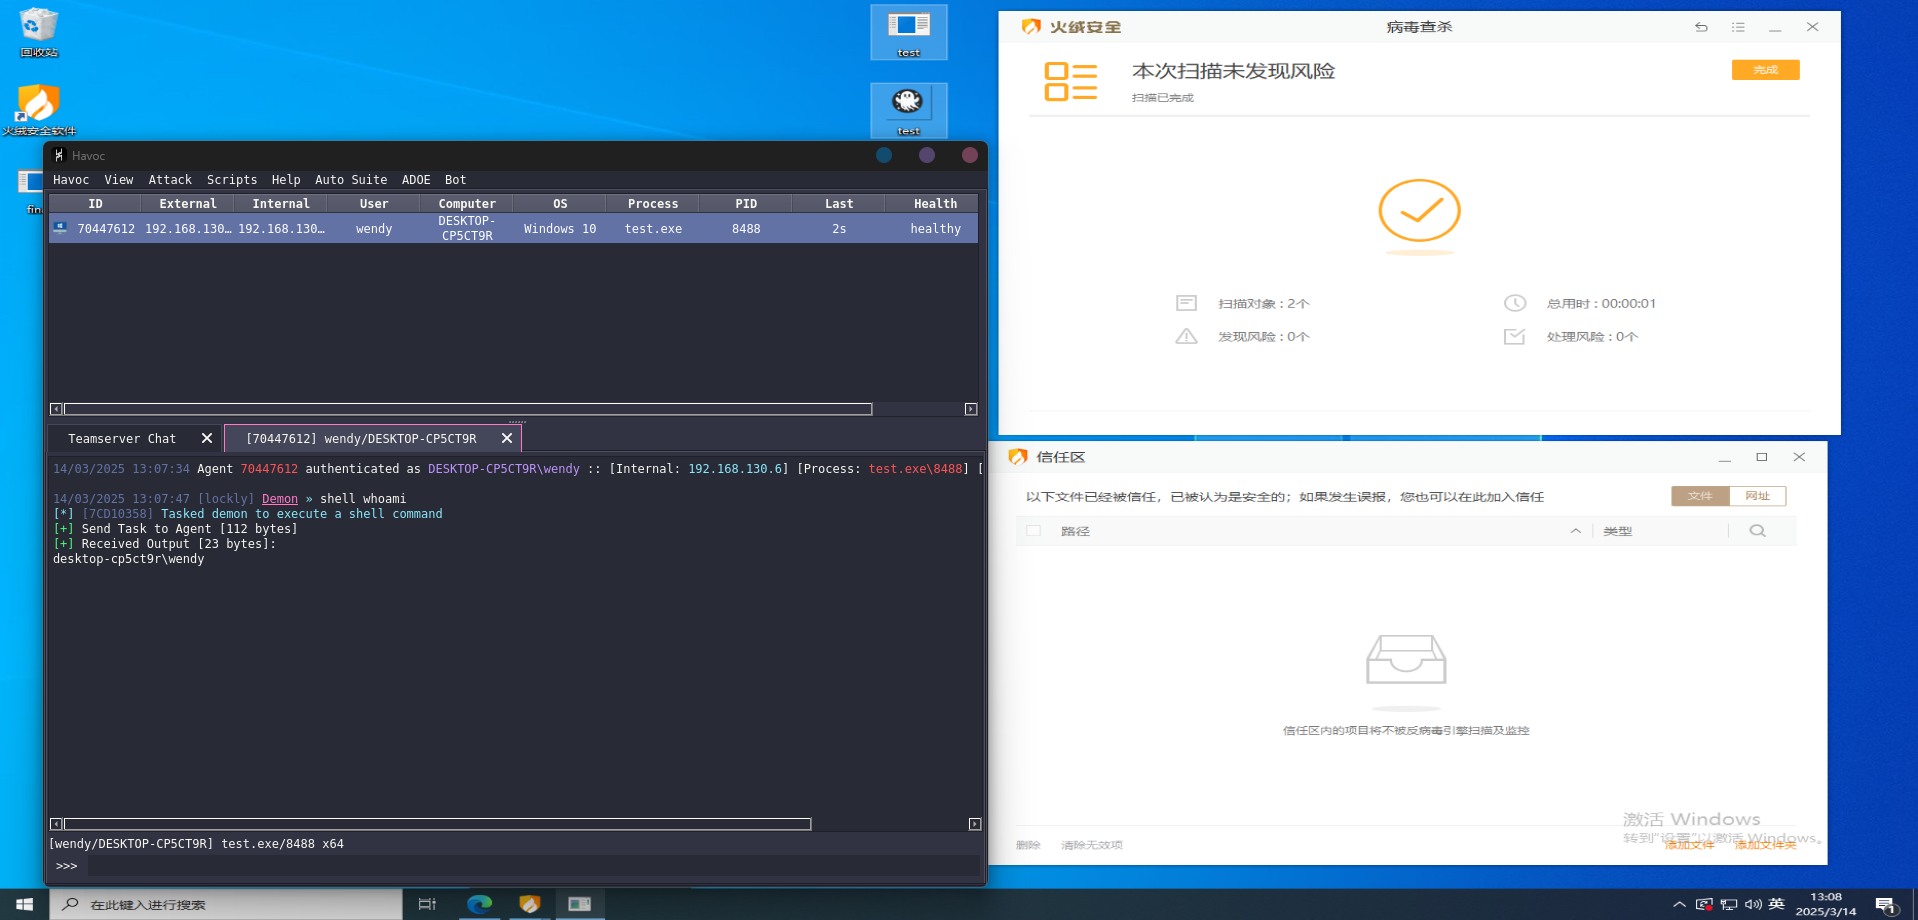 回收站
火绒安全软件
fin
test
test
Havoc
Havoc View Attack Scripts Help Auto Suite ADOE Bot
ID External Internal User Computer OS Process PID Last Health
70447612 192.168.130… 192.168.130… wendy DESKTOP-CP5CT9R Windows 10 test.exe 8488 2s healthy
Teamserver Chat
[70447612] wendy/DESKTOP-CP5CT9R
14/03/2025 13:07:34 Agent 70447612 authenticated as DESKTOP-CP5CT9R\wendy :: [Internal: 192.168.130.6] [Process: test.exe\8488] [
14/03/2025 13:07:47 [lockly] Demon » shell whoami
[*] [7CD10358] Tasked demon to execute a shell command
[+] Send Task to Agent [112 bytes]
[+] Received Output [23 bytes]:
desktop-cp5ct9r\wendy
[wendy/DESKTOP-CP5CT9R] test.exe/8488 x64
>>>
火绒安全
病毒查杀
本次扫描未发现风险
扫描已完成
完成
扫描对象：2个
总用时：00:00:01
发现风险：0个
处理风险：0个
信任区
以下文件已经被信任，已被认为是安全的；如果发生误报，您也可以在此加入信任
文件 网址
路径 类型
信任区内的项目将不被反病毒引擎扫描及监控
激活 Windows
转到"设置"以激活 Windows。
删除 清除无效项
添加文件 添加文件夹
在此键入进行搜索
英
13:08
2025/3/14
1